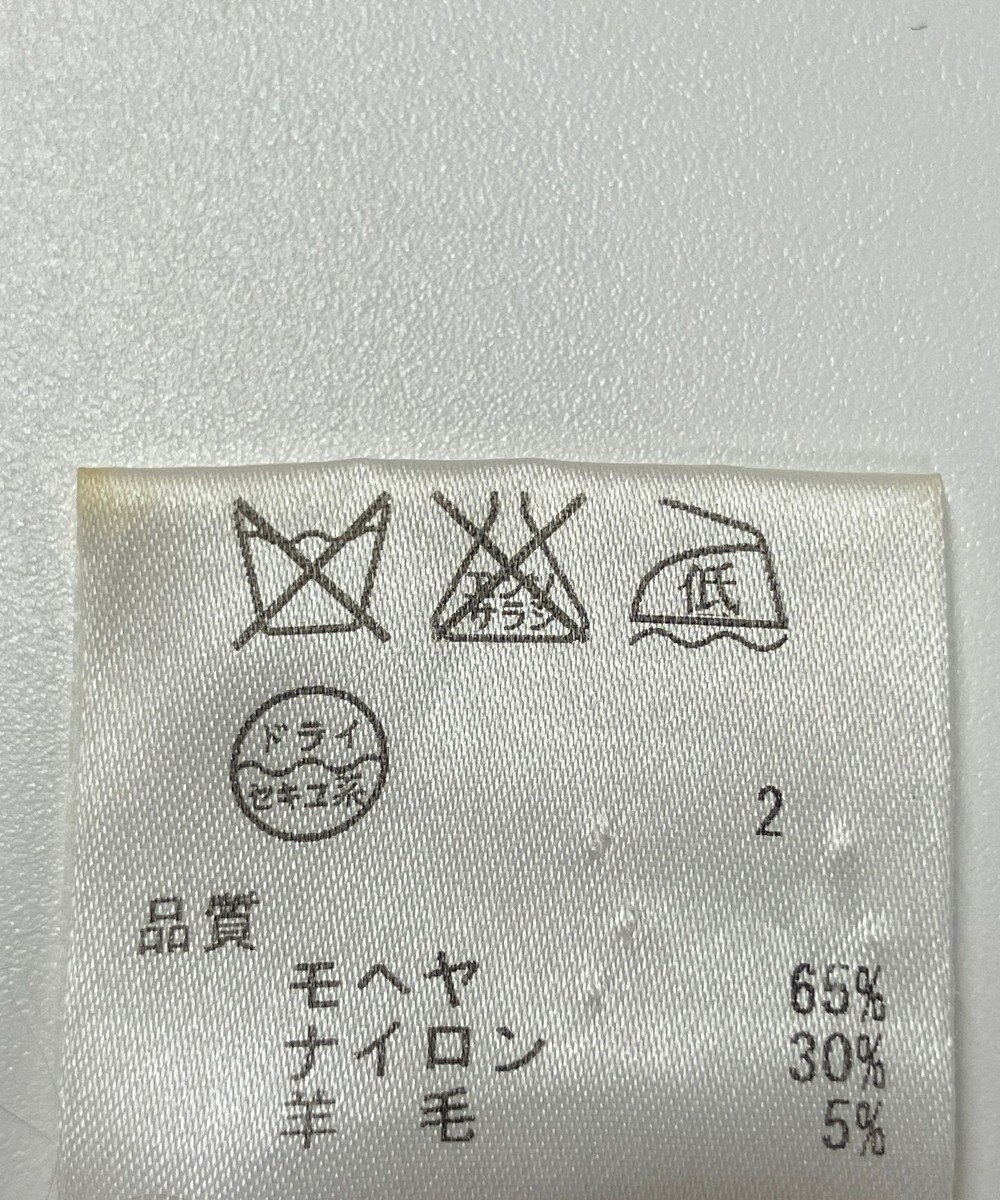 エンソ
サラシ
低
ドライ
セキユ系
2
品質
モヘヤ 65%
ナイロン 30%
羊毛 5%